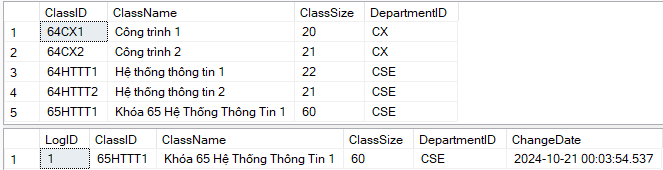 ClassID ClassName ClassSize DepartmentID
1 64CX1 Công trình 1 20 CX
2 64CX2 Công trình 2 21 CX
3 64HTTT1 Hệ thống thông tin 1 22 CSE
4 64HTTT2 Hệ thống thông tin 2 21 CSE
5 65HTTT1 Khóa 65 Hệ Thống Thông Tin 1 60 CSE
LogID ClassID ClassName ClassSize DepartmentID ChangeDate
1 1 65HTTT1 Khóa 65 Hệ Thống Thông Tin 1 60 CSE 2024-10-21 00:03:54.537